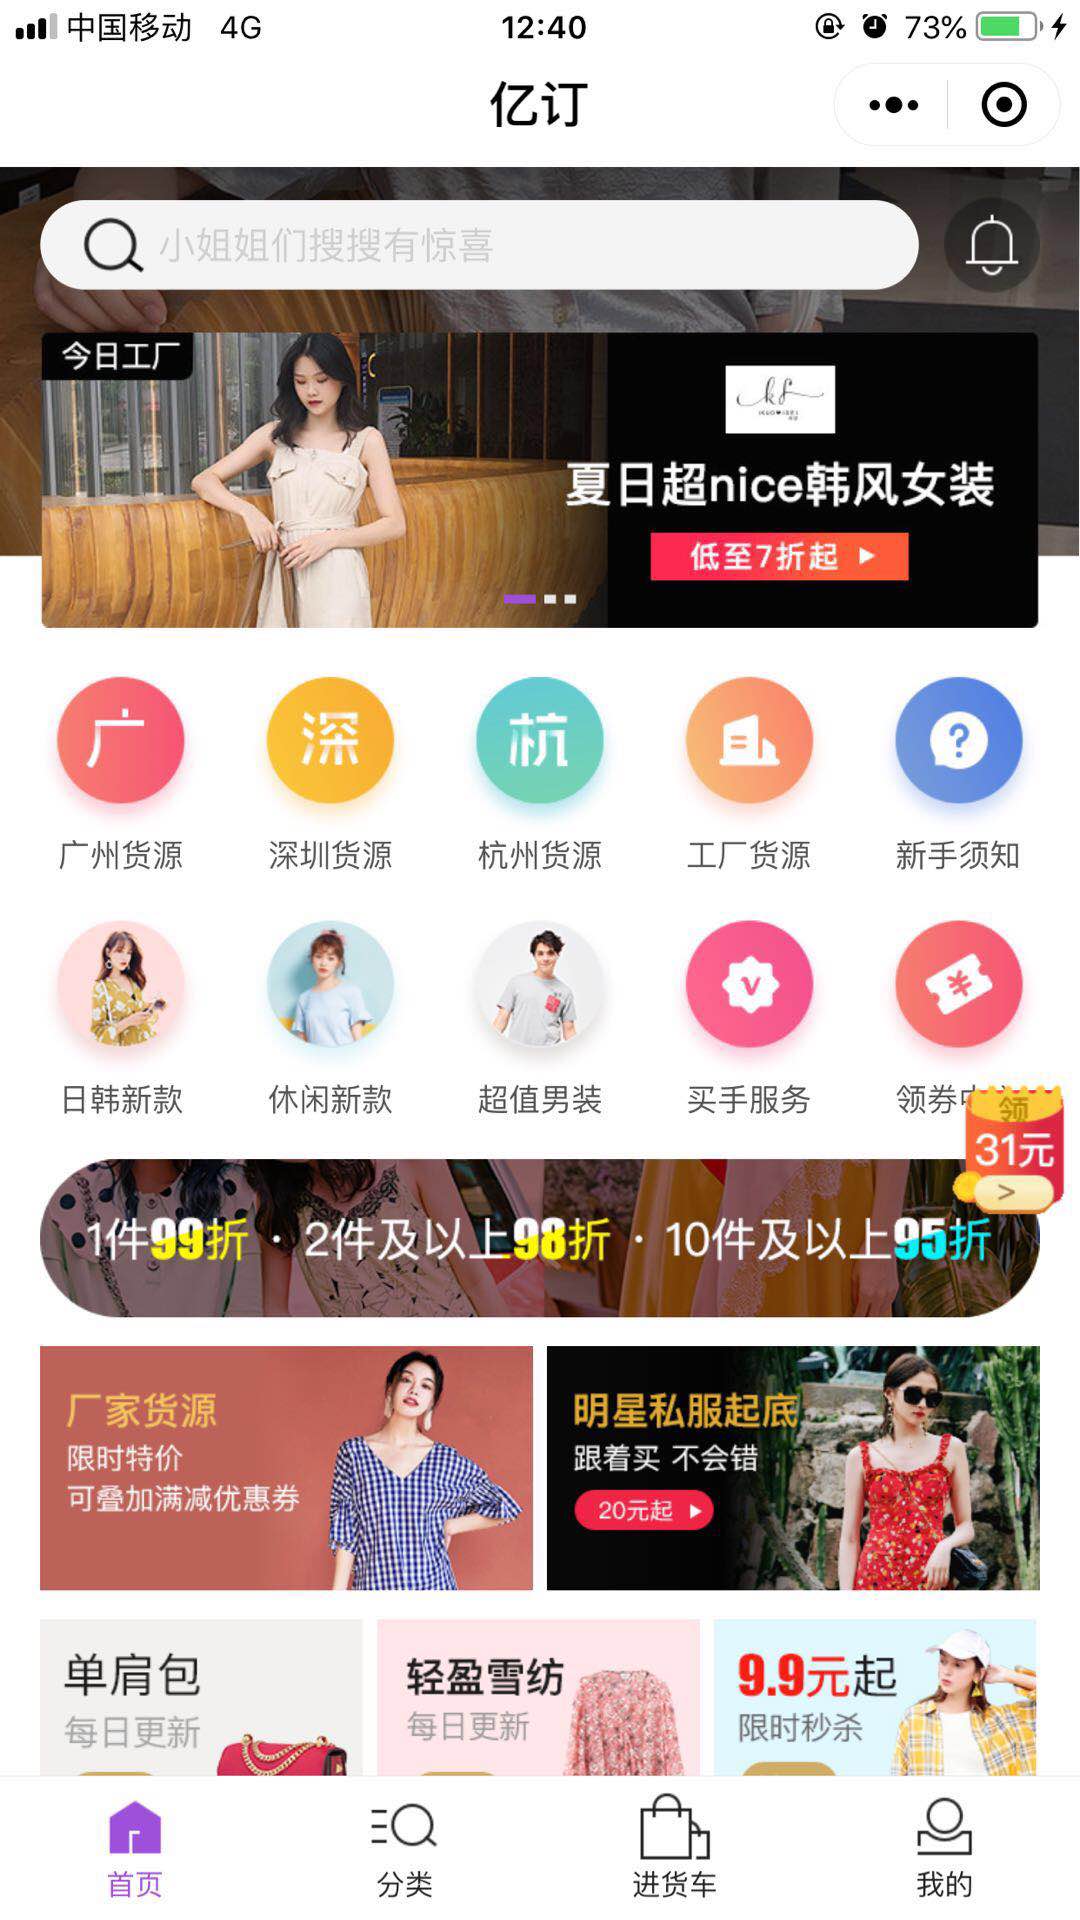 中国移动 4G 12:40 73%
亿订
小姐姐们搜搜有惊喜
今日工厂
夏日超nice韩风女装
低至7折起
广 深 杭
广州货源 深圳货源 杭州货源 工厂货源 新手须知
日韩新款 休闲新款 超值男装 买手服务 领券中
领
31元
1件99折 · 2件及以上98折 · 10件及以上95折
厂家货源
限时特价
可叠加满减优惠券
明星私服起底
跟着买 不会错
20元起
单肩包
每日更新
轻盈雪纺
每日更新
9.9元起
限时秒杀
首页 分类 进货车 我的